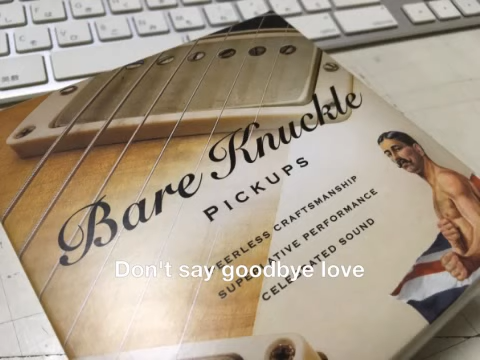 Bare Knuckle
PICKUPS
PEERLESS CRAFTSMANSHIP
SUPERLATIVE PERFORMANCE
CELEBRATED SOUND
Don't say goodbye love